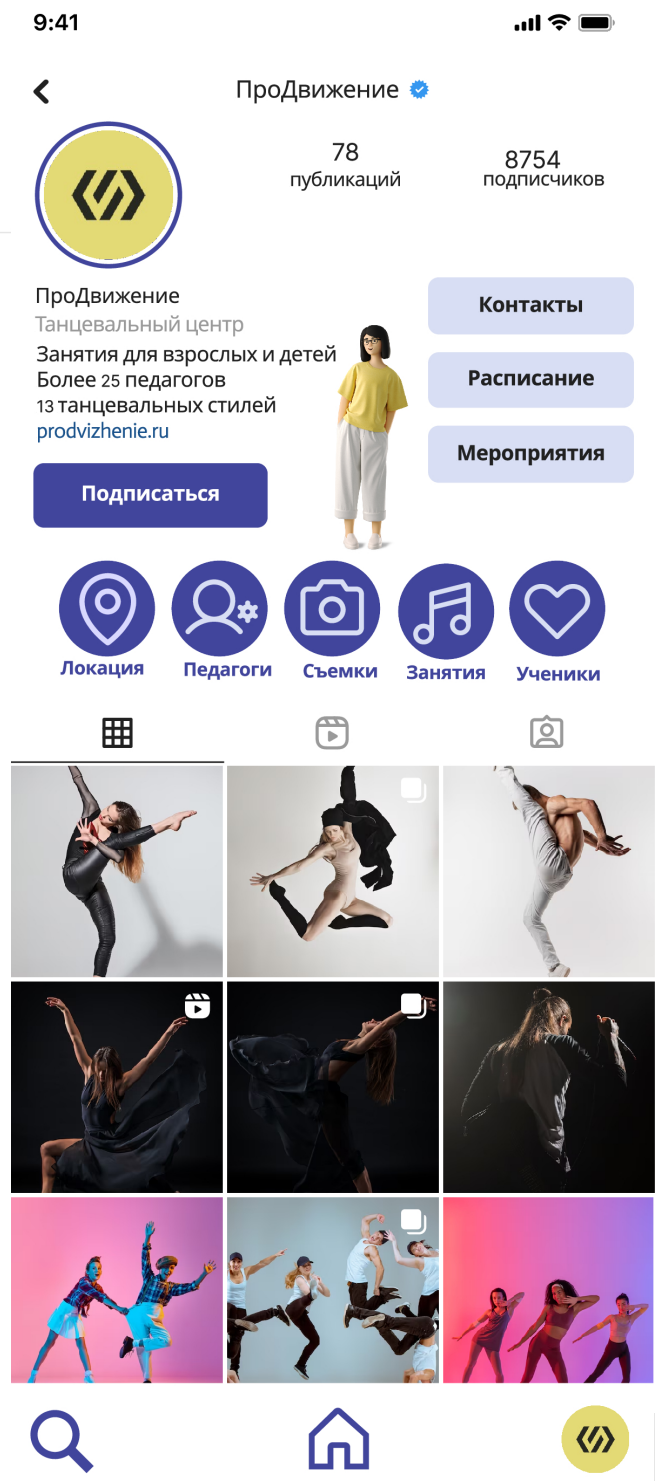 9:41
ПроДвижение
78
публикаций
8754
подписчиков
ПроДвижение
Танцевальный центр
Занятия для взрослых и детей
Более 25 педагогов
13 танцевальных стилей
prodvizhenie.ru
Подписаться
Контакты
Расписание
Мероприятия
Локация
Педагоги
Съемки
Занятия
Ученики